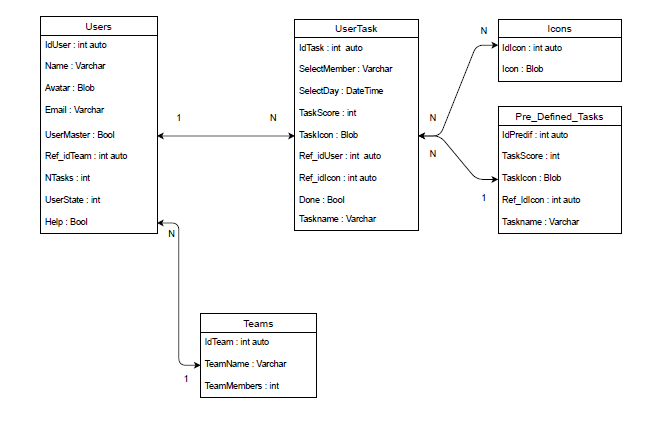 Users
IdUser : int auto
Name : Varchar
Avatar : Blob
Email : Varchar
UserMaster : Bool
Ref_idTeam : int auto
NTasks : int
UserState : int
Help : Bool
1
N
UserTask
IdTask : int  auto
SelectMember : Varchar
SelectDay : DateTime
TaskScore : int
TaskIcon : Blob
Ref_idUser : int  auto
Ref_idIcon : int auto
Done : Bool
Taskname : Varchar
N
N
N
1
Icons
IdIcon : int auto
Icon : Blob
Pre_Defined_Tasks
IdPredif : int auto
TaskScore : int
TaskIcon : Blob
Ref_IdIcon : int auto
Taskname : Varchar
N
1
Teams
IdTeam : int auto
TeamName : Varchar
TeamMembers : int